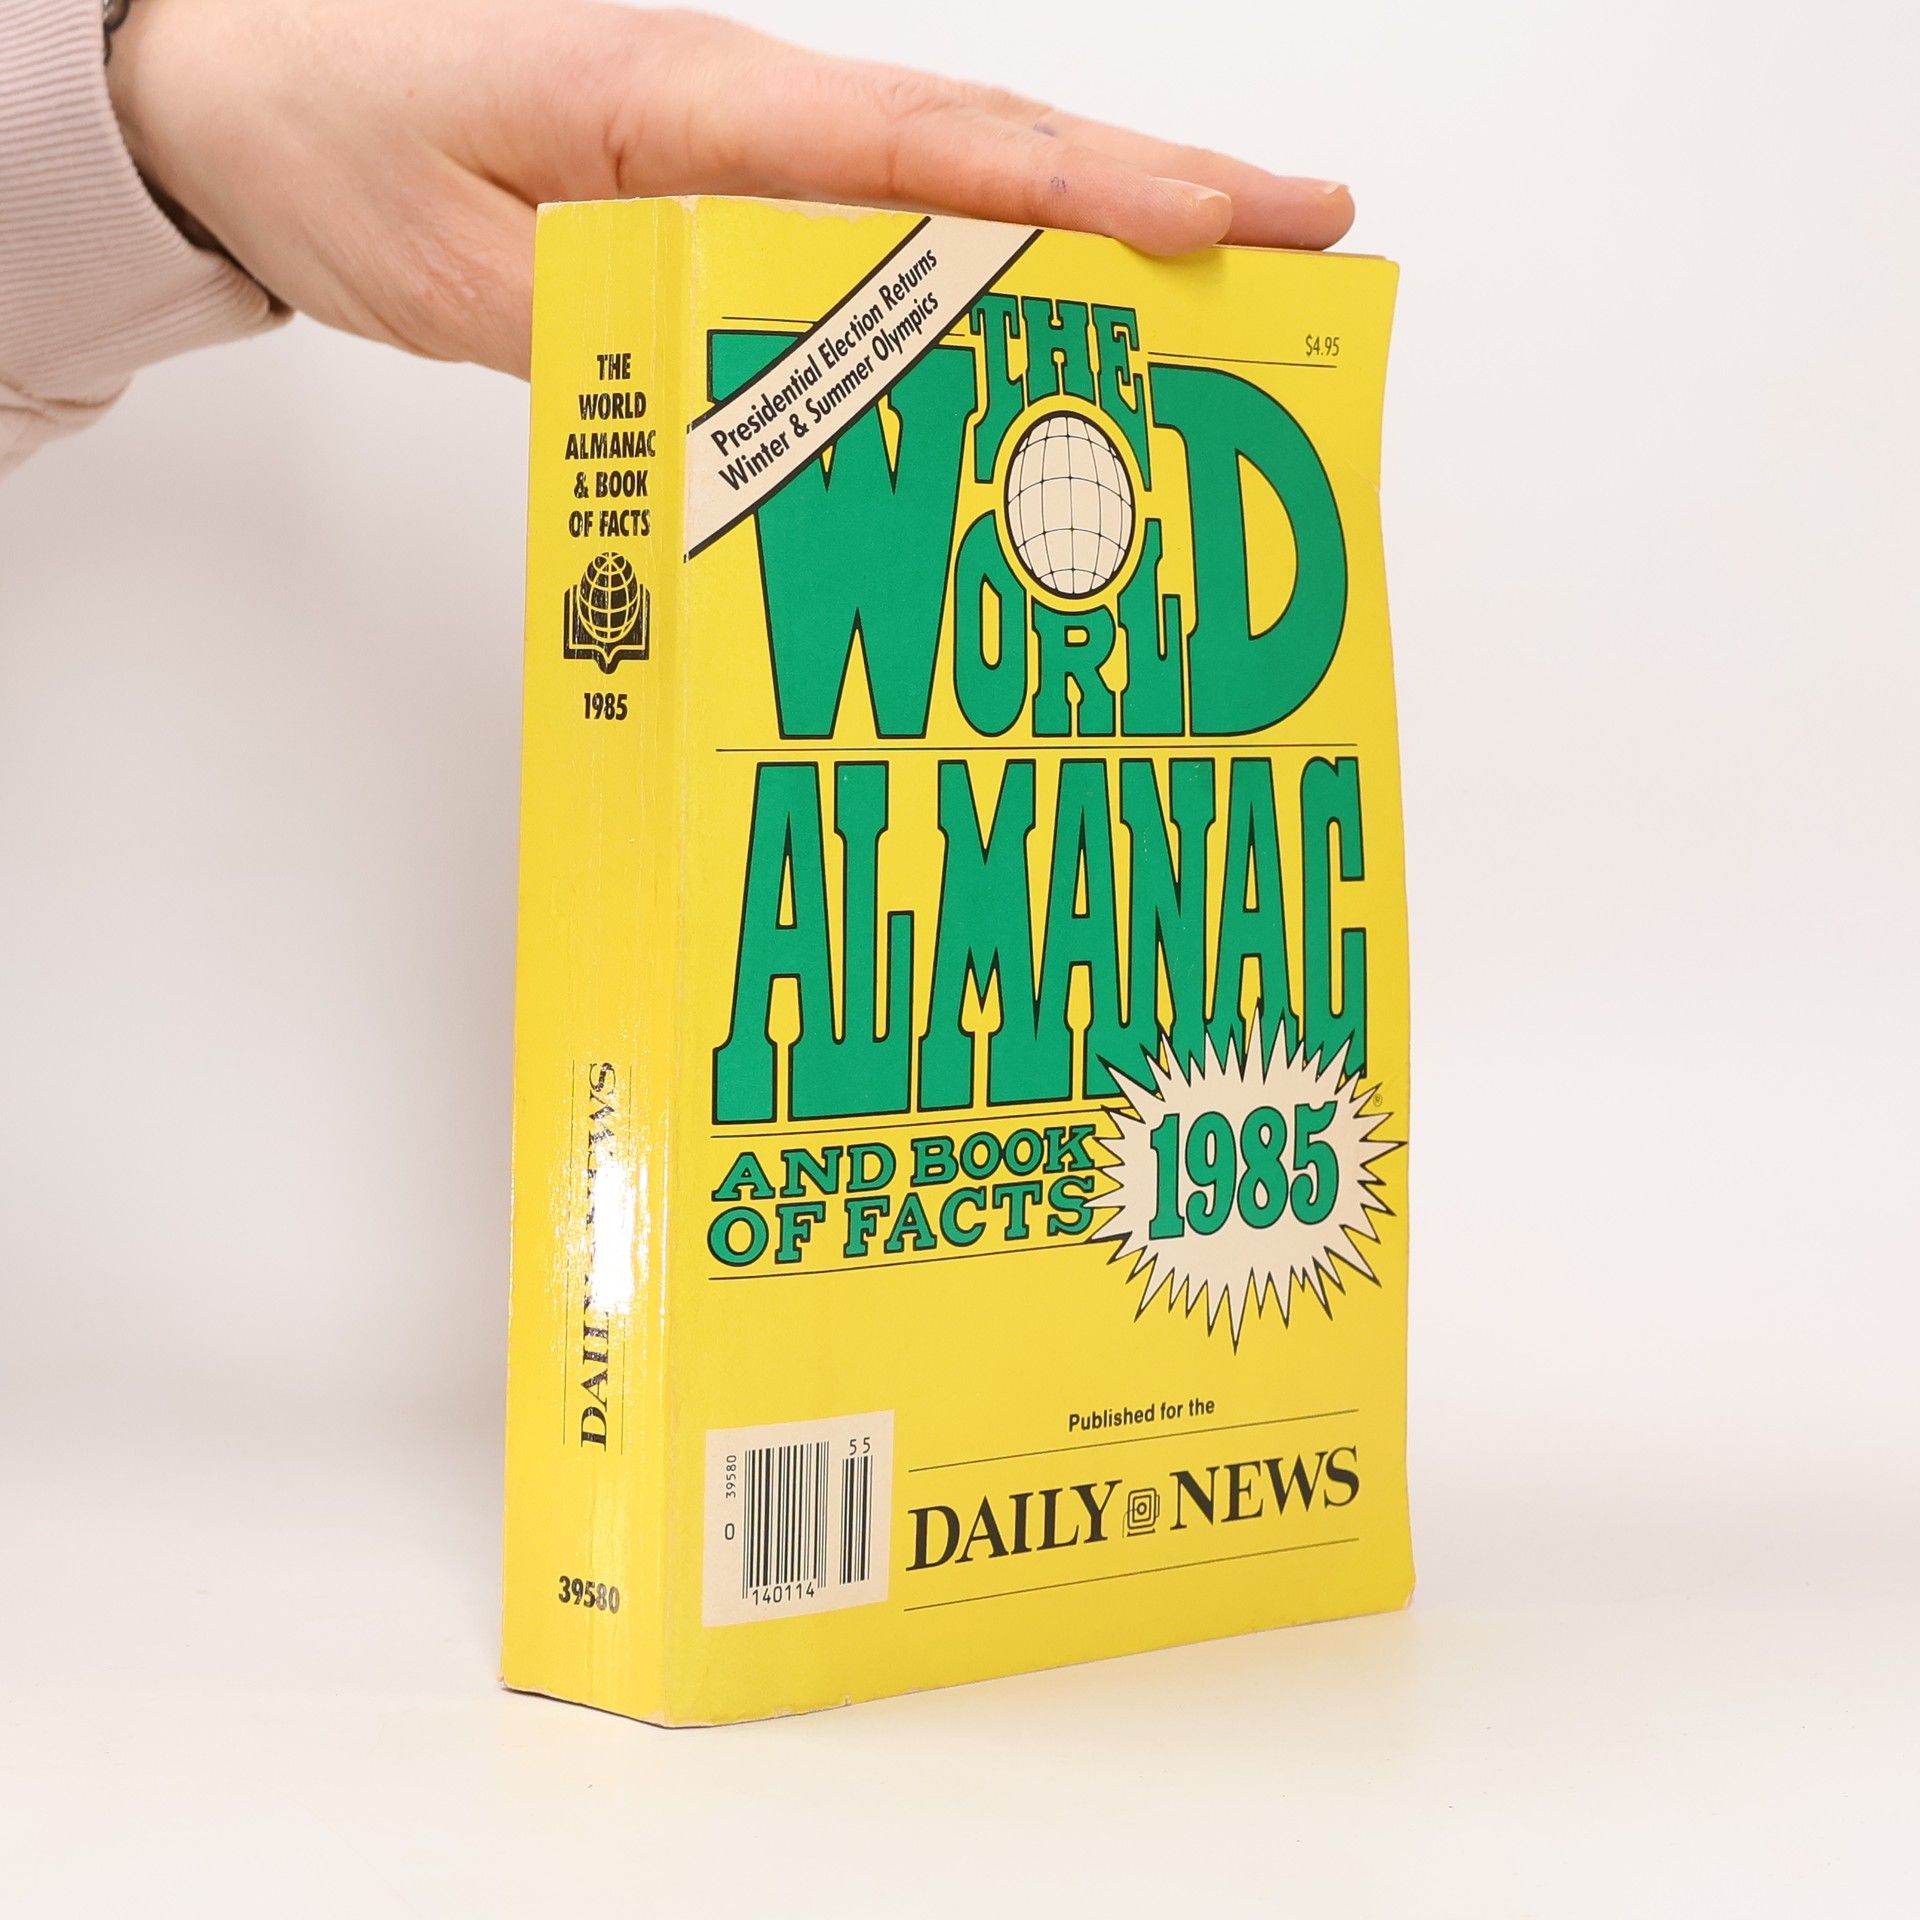 THE
WORLD
ALMANAC
& BOOK
OF FACTS
1985
DAILY NEWS
39580
Presidential Election Returns
Winter & Summer Olympics
$4.95
THE
WORLD
ALMANAC
®
AND BOOK
OF FACTS
1985
Published for the
DAILY NEWS
39580
0
140114
55